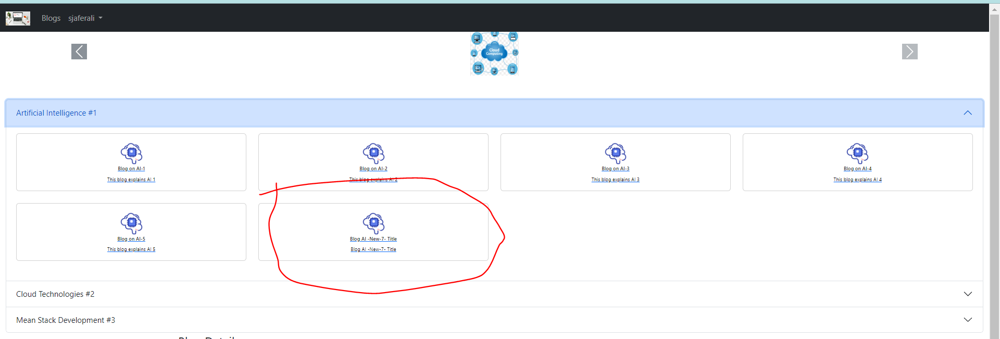 Blogs sjaferali
Cloud
Computing
Artificial Intelligence #1
Blog on AI-1
This blog explains AI 1
Blog on AI-2
This blog explains AI 2
Blog on AI-3
This blog explains AI 3
Blog on AI-4
This blog explains AI 4
Blog on AI-5
This blog explains AI 5
Blog AI -New-7- Title
Blog AI -New-7- Title
Cloud Technologies #2
Mean Stack Development #3